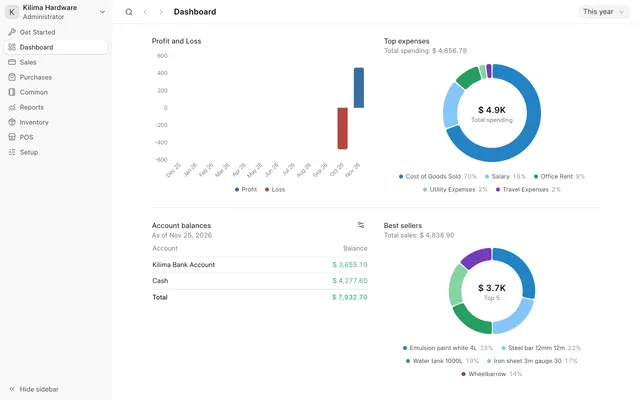 K
Kilima Hardware
Administrator
Get Started
Dashboard
Sales
Purchases
Common
Reports
Inventory
POS
Setup
Hide sidebar
Dashboard
This year
Profit and Loss
600
400
200
0
-200
-400
-600
Dec 25
Jan 26
Feb 26
Mar 26
Apr 26
May 26
Jun 26
Jul 26
Aug 26
Sep 26
Oct 26
Nov 26
Profit Loss
Top expenses
Total spending: $ 4,856.78
$ 4.9K
Total spending
Cost of Goods Sold 70% Salary 16% Office Rent 9%
Utility Expenses 2% Travel Expenses 2%
Account balances
As of Nov 25, 2026
Account Balance
Kilima Bank Account $ 3,655.10
Cash $ 4,277.60
Total $ 7,932.70
Best sellers
Total sales: $ 4,838.90
$ 3.7K
Top 5
Emulsion paint white 4L 28% Steel bar 12mm 12m 22%
Water tank 1000L 19% Iron sheet 3m gauge 30 17%
Wheelbarrow 14%